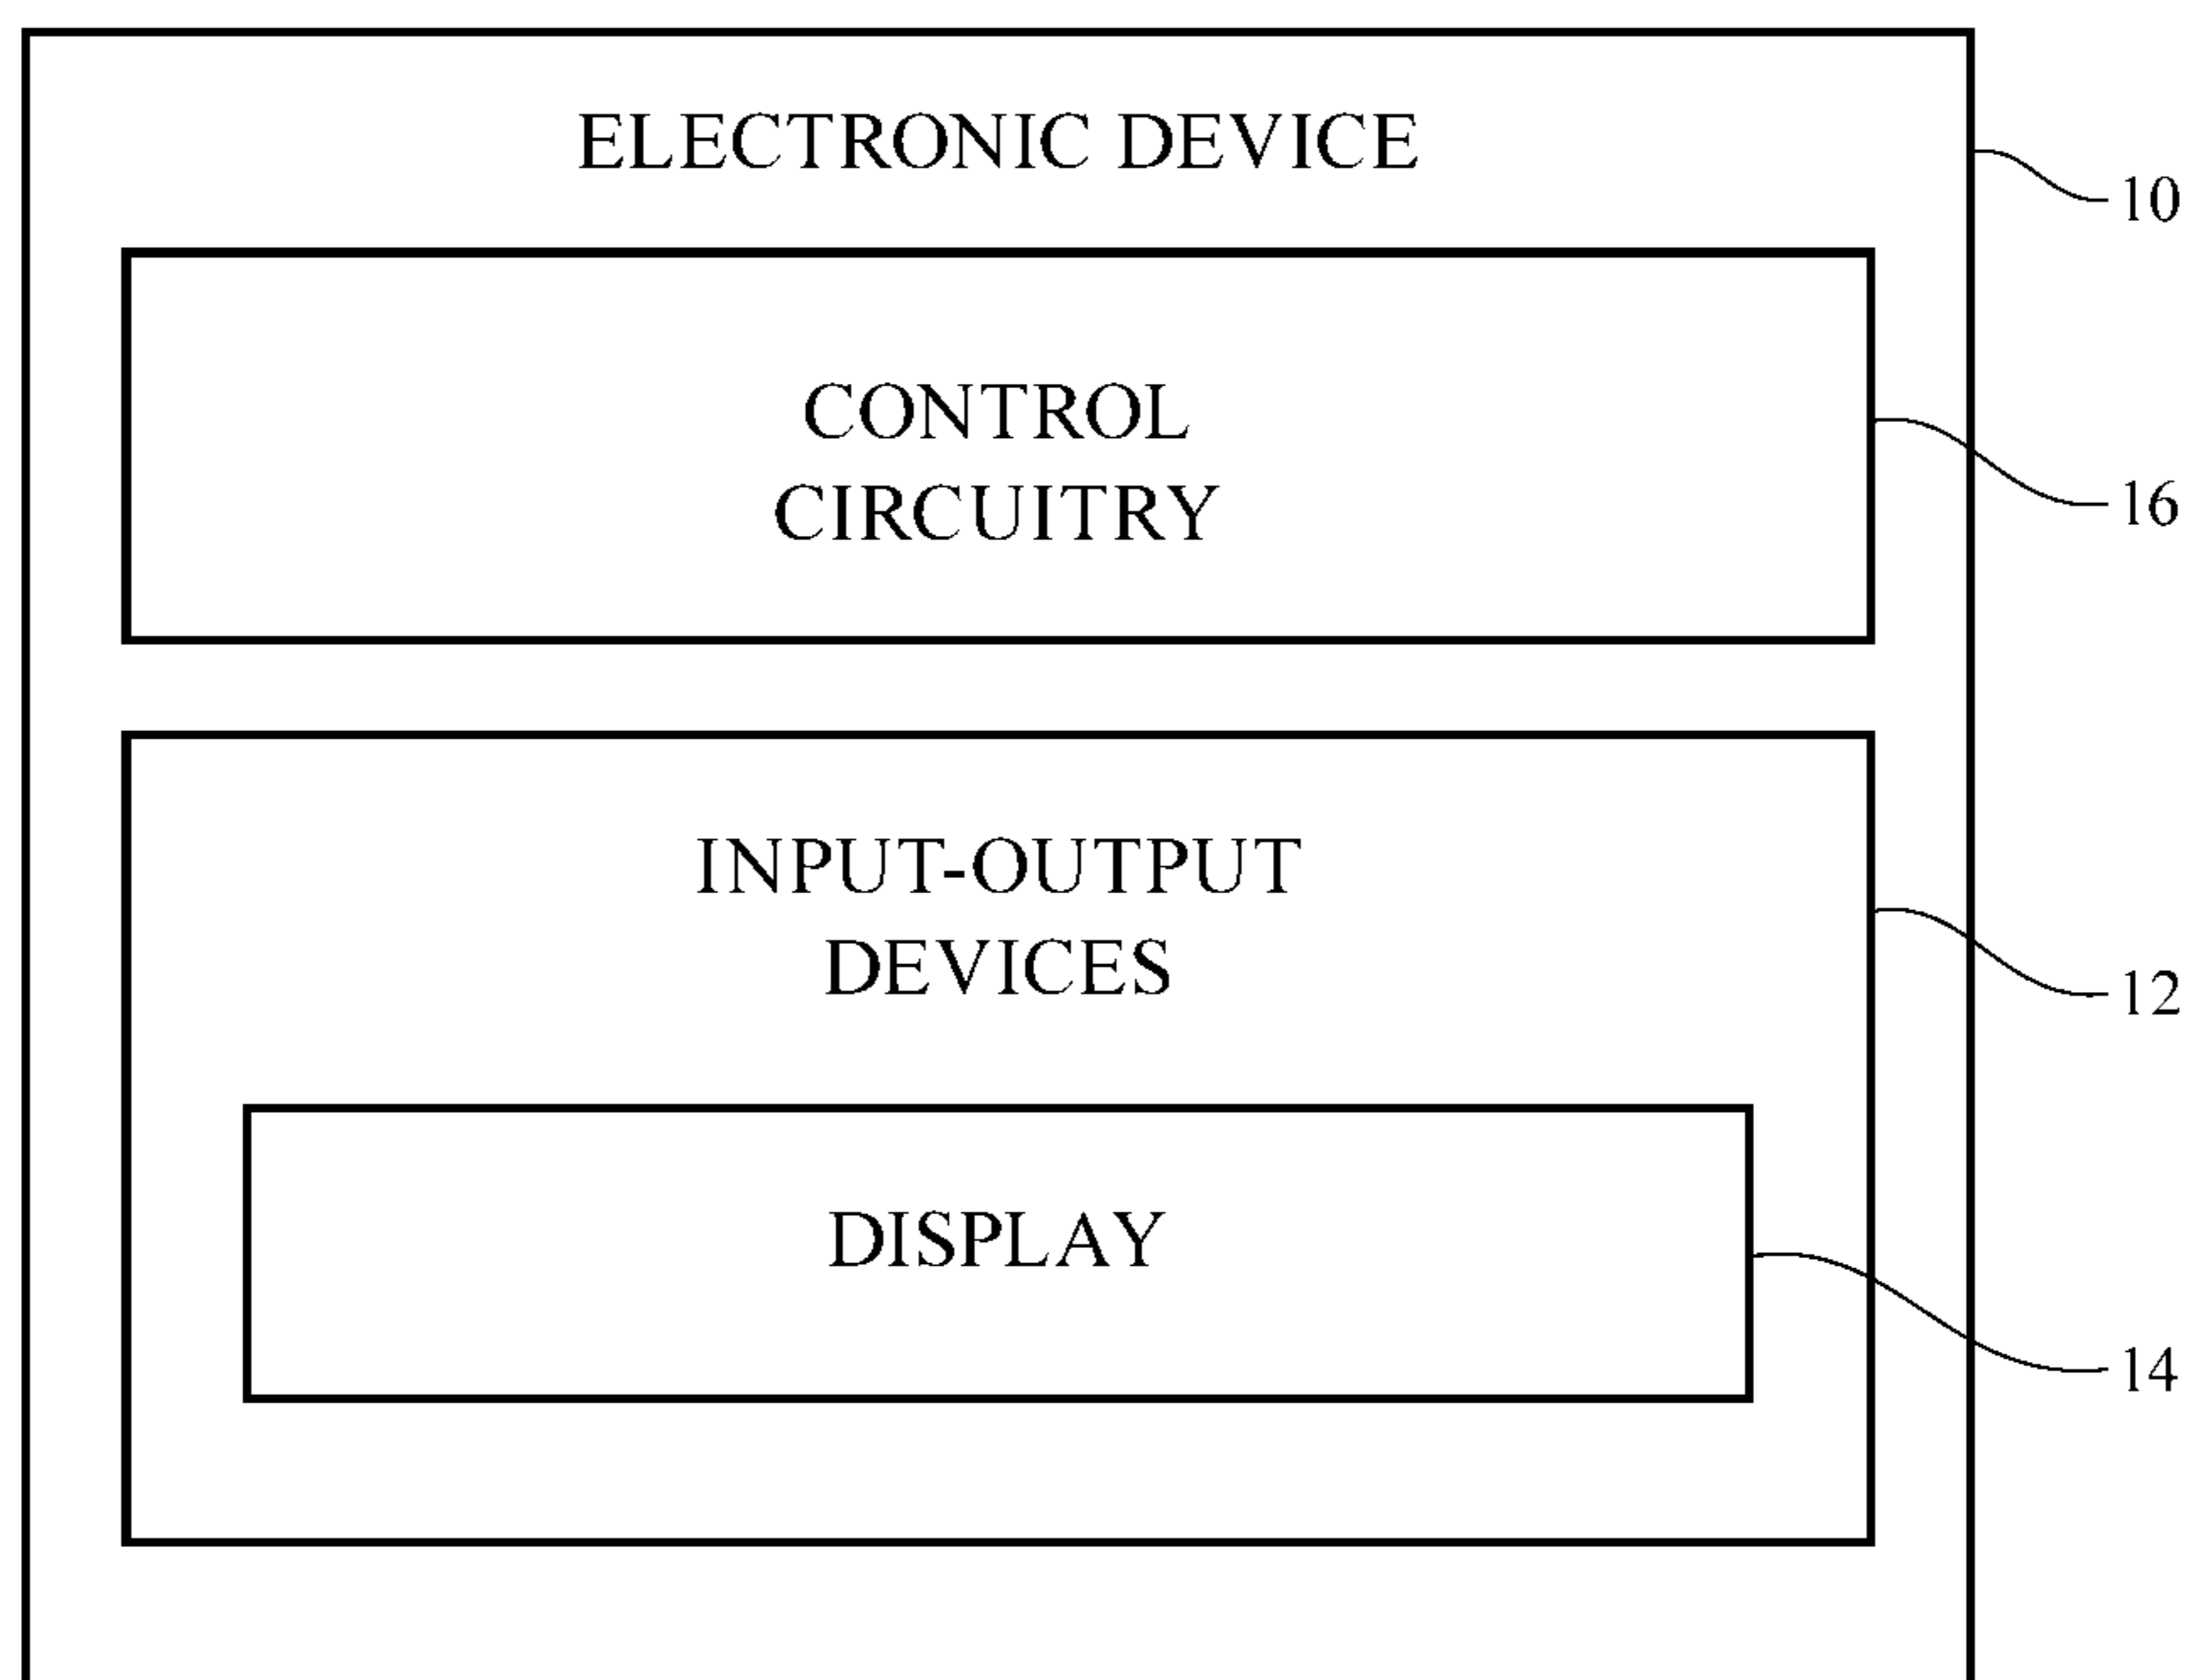 ELECTRONIC DEVICE
10
CONTROL
CIRCUITRY
16
INPUT-OUTPUT
DEVICES
12
DISPLAY
14